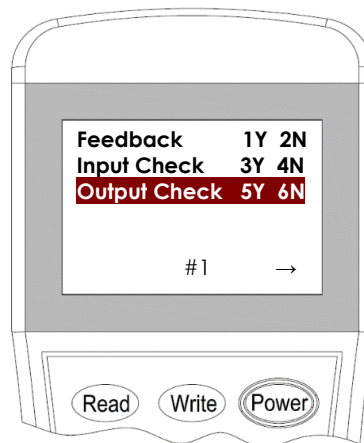 Feedback 1Y 2N
Input Check 3Y 4N
Output Check 5Y 6N
#1 →
Read Write Power